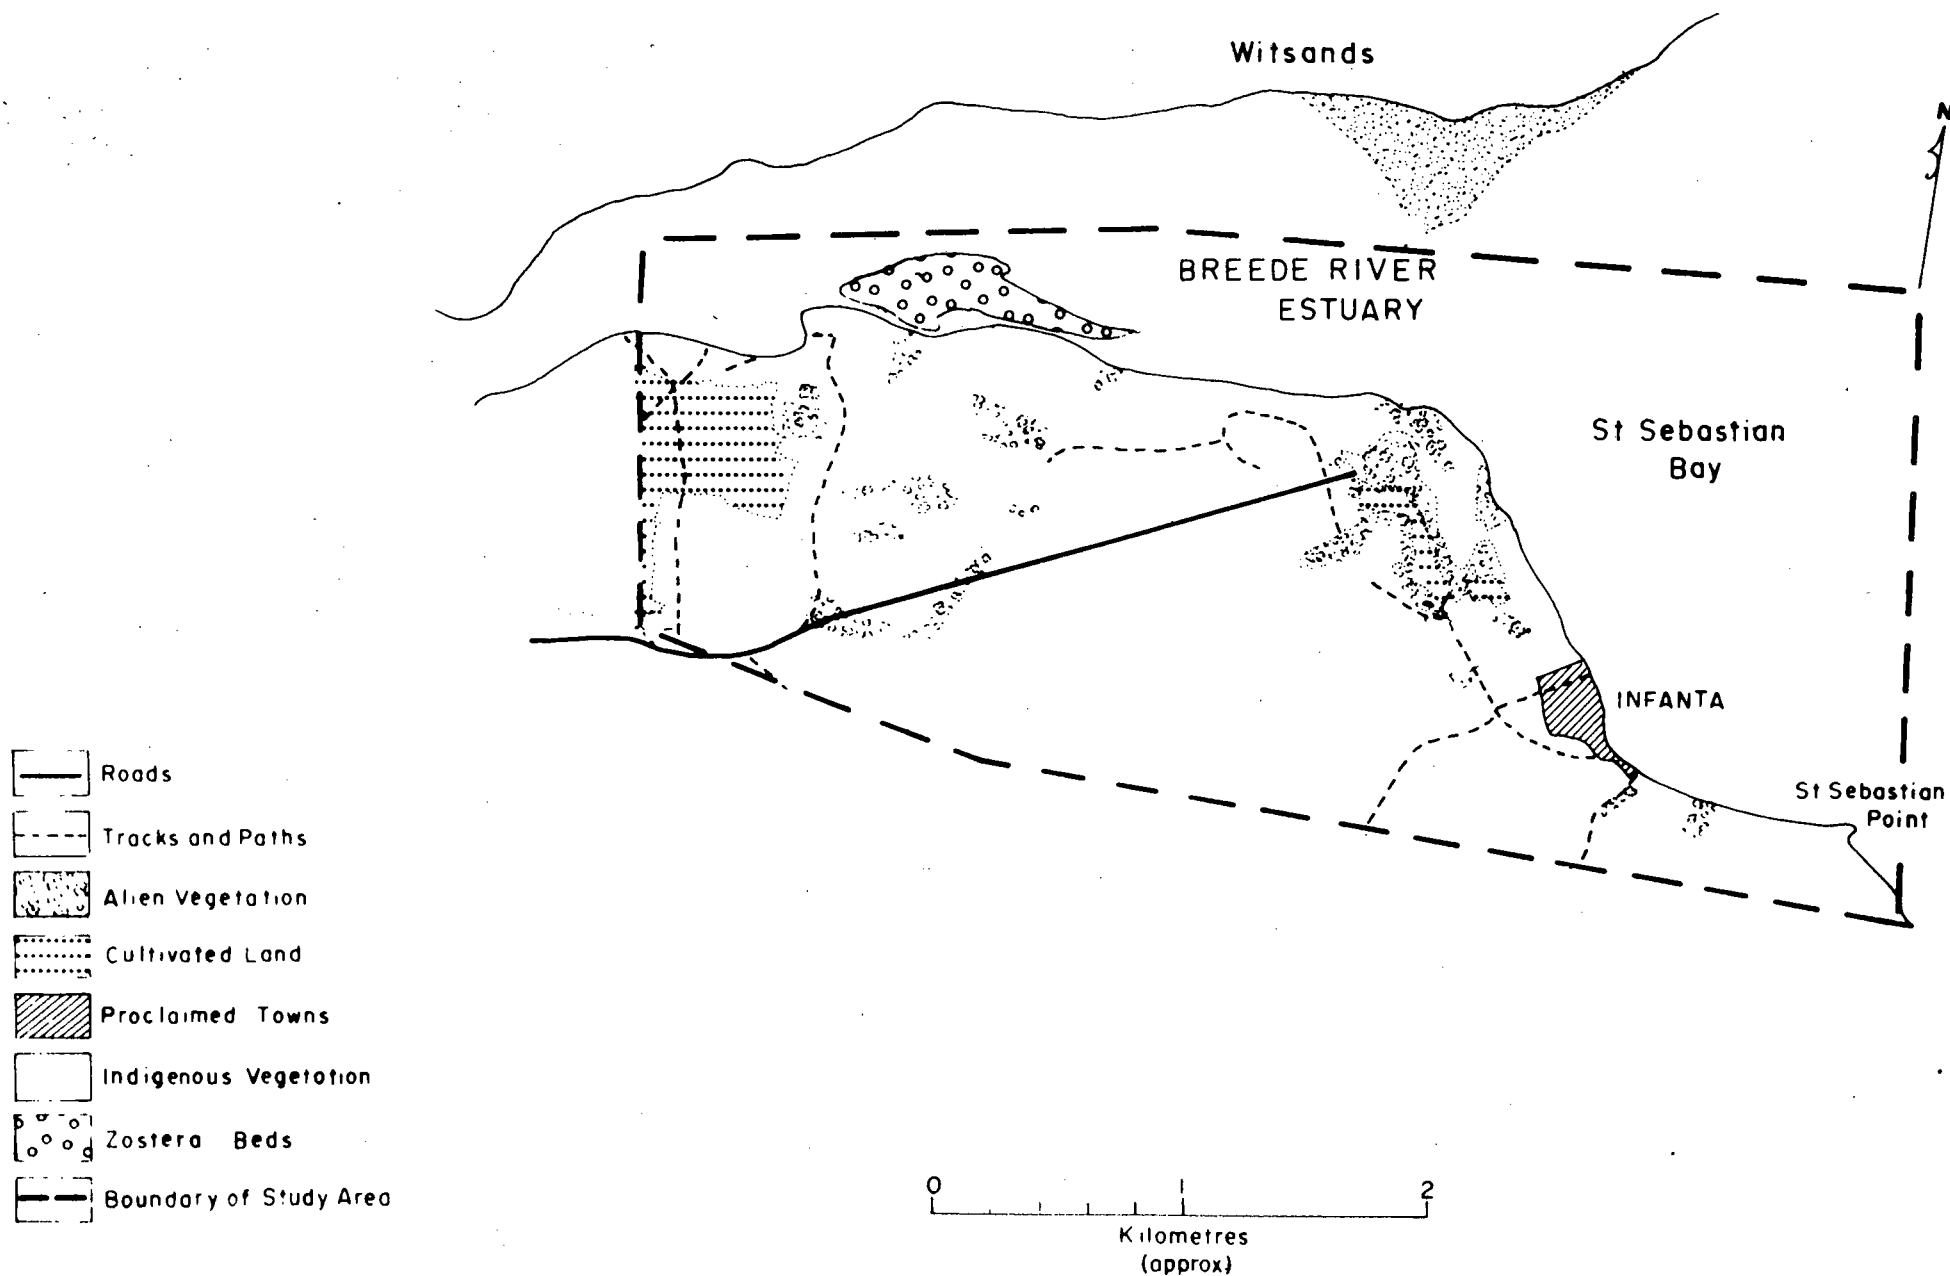 Witsands
N
BREEDE RIVER
ESTUARY
St Sebastian
Bay
INFANTA
St Sebastian
Point
Roads
Tracks and Paths
Alien Vegetation
Cultivated Land
Proclaimed Towns
Indigenous Vegetation
Zostera Beds
Boundary of Study Area
0 1 2
Kilometres
(approx)